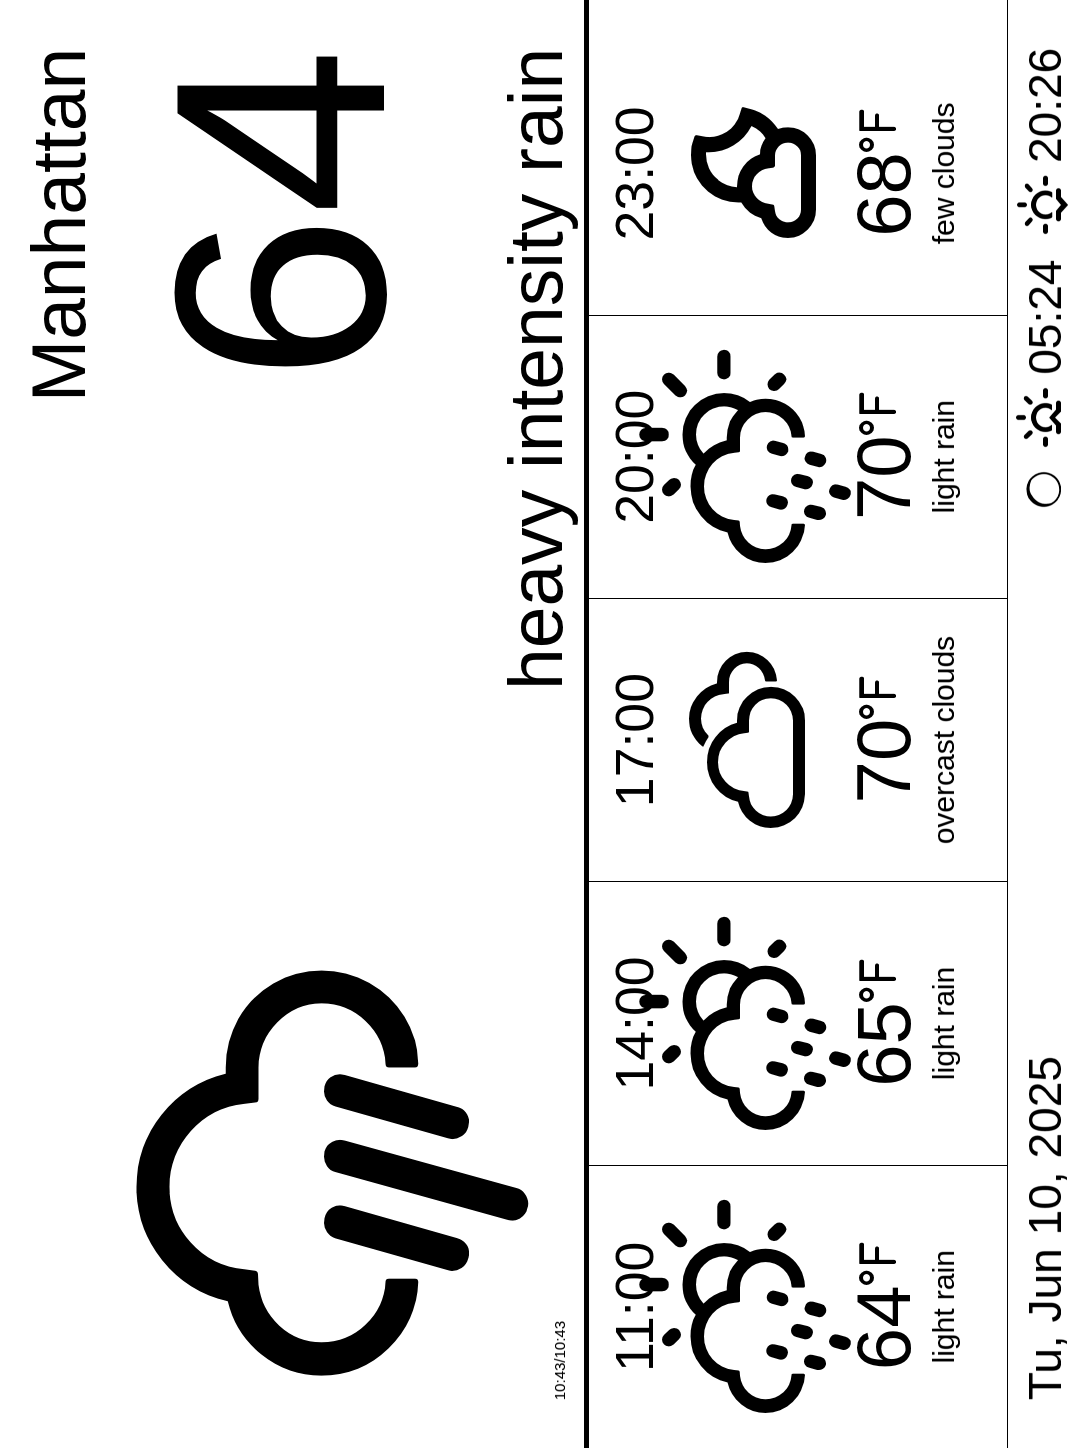 Manhattan
64
heavy intensity rain
10:43/10:43
11:00
64°F
light rain
14:00
65°F
light rain
17:00
70°F
overcast clouds
20:00
70°F
light rain
23:00
68°F
few clouds
Tu, Jun 10, 2025 05:24 20:26